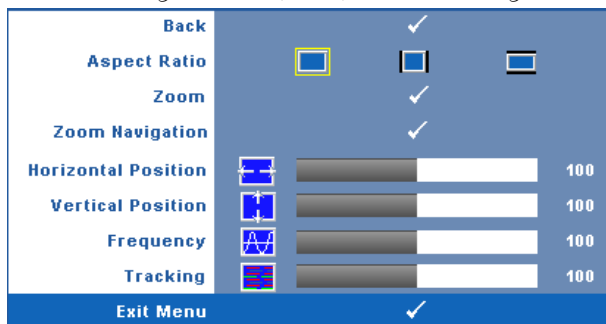 Back
Aspect Ratio
Zoom
Zoom Navigation
Horizontal Position 100
Vertical Position 100
Frequency 100
Tracking 100
Exit Menu